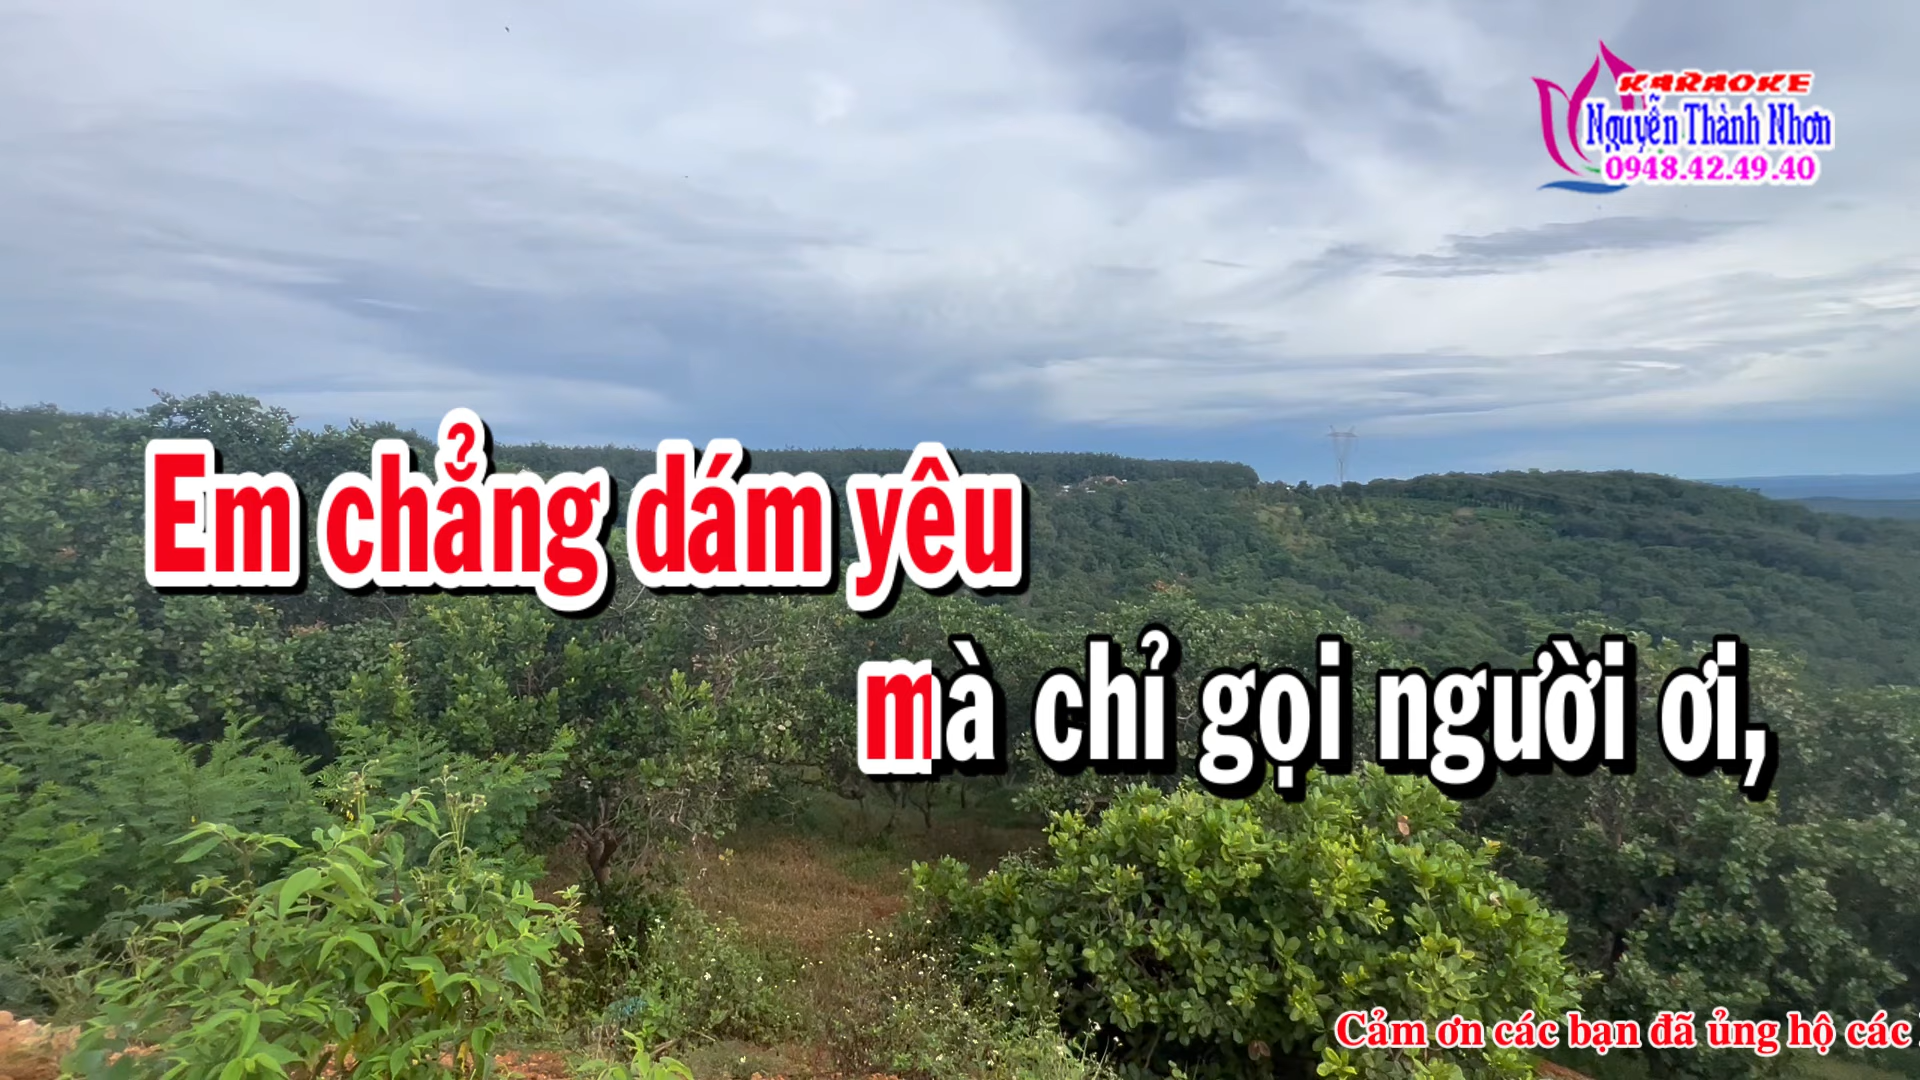 KARAOKE
Nguyễn Thành Nhơn
0948.42.49.40
Em chẳng dám yêu
mà chỉ gọi người ơi,
Cảm ơn các bạn đã ủng hộ các